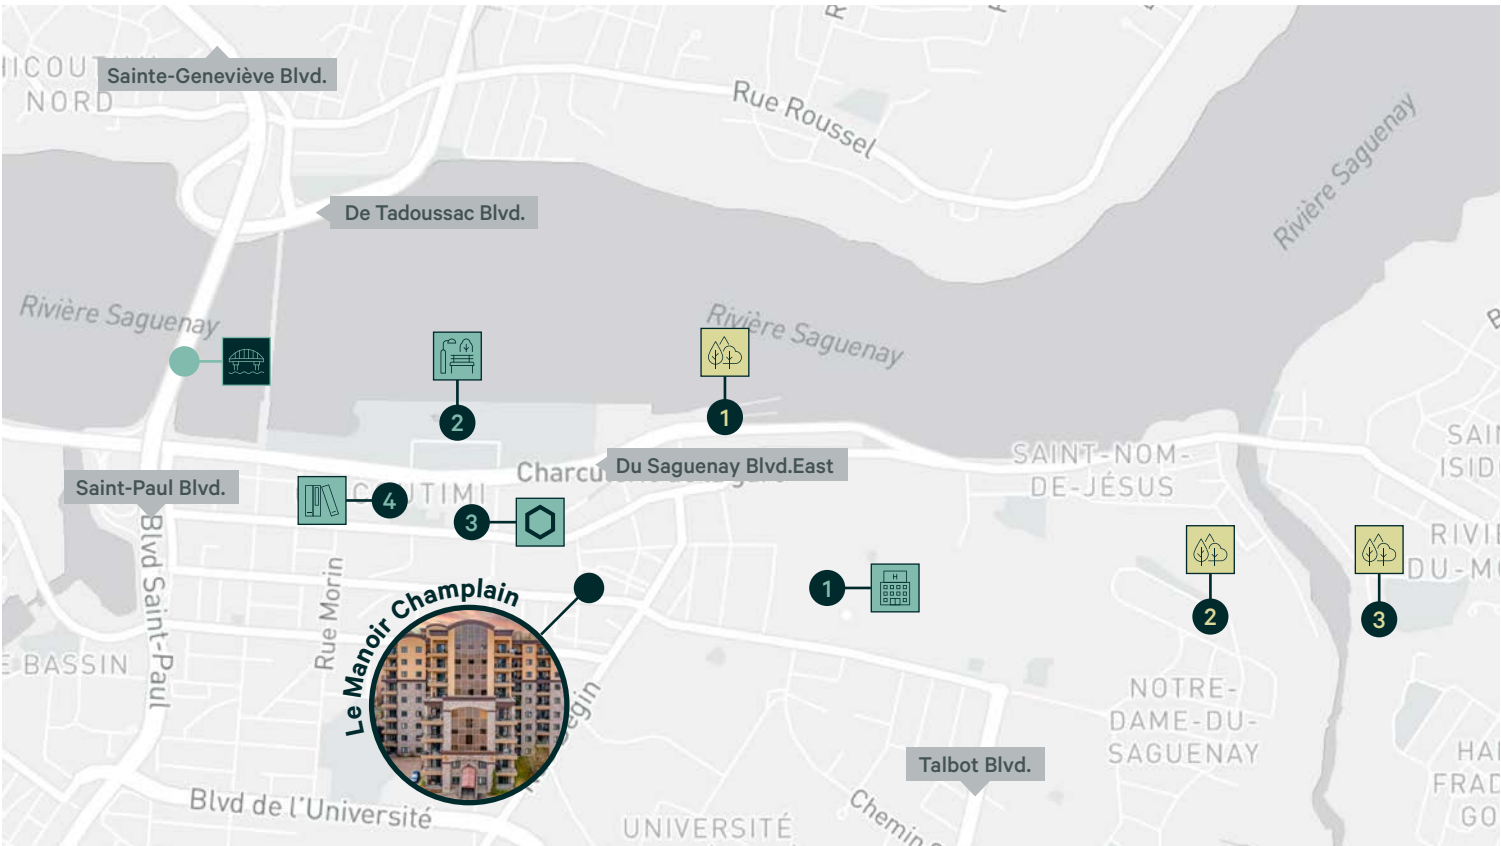 Sainte-Geneviève Blvd.
NORD
Rue Roussel
Rivière Saguenay
De Tadoussac Blvd.
Rivière Saguenay
Rivière Saguenay
2
1
Du Saguenay Blvd.East
SAINT-NOM-
DE-JÉSUS
Saint-Paul Blvd.
4
3
Blvd Saint-Paul
Rue Morin
Le Manoir Champlain
1
H
2
3
NOTRE-
DAME-DU-
SAGUENAY
Talbot Blvd.
Blvd de l'Université
UNIVERSITÉ
Chemin